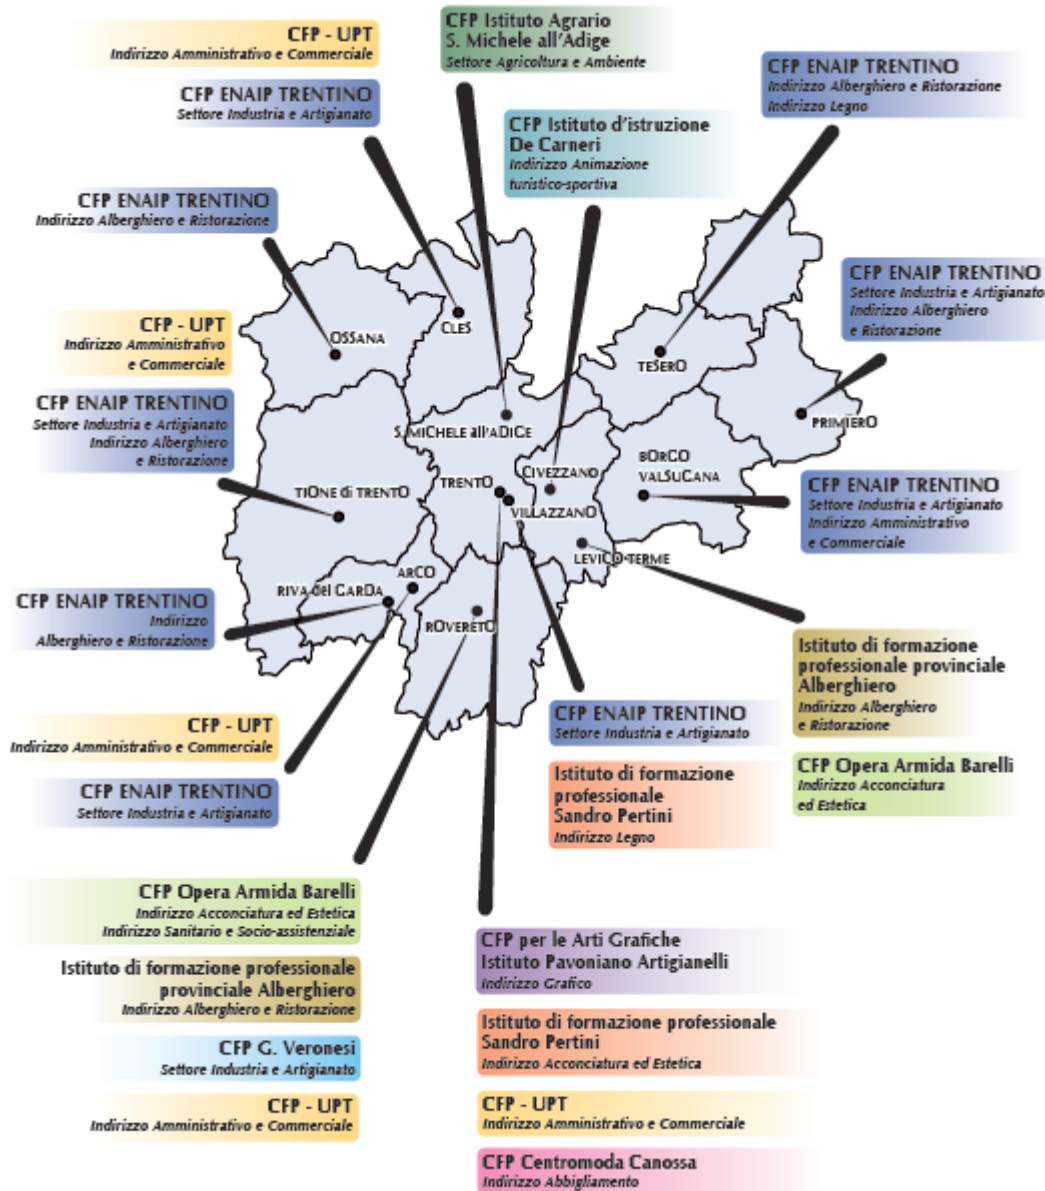 CFP - UPT
Indirizzo Amministrativo e Commerciale
CFP ENAIP TRENTINO
Settore Industria e Artigianato
CFP Istituto Agrario
S. Michele all'Adige
Settore Agricoltura e Ambiente
CFP Istituto d'istruzione
De Carneri
Indirizzo Animazione
turistico-sportiva
CFP ENAIP TRENTINO
Indirizzo Alberghiero e Ristorazione
Indirizzo Legno
CFP ENAIP TRENTINO
Indirizzo Alberghiero e Ristorazione
CFP ENAIP TRENTINO
Settore Industria e Artigianato
Indirizzo Alberghiero
e Ristorazione
CFP - UPT
Indirizzo Amministrativo
e Commerciale
CFP ENAIP TRENTINO
Settore Industria e Artigianato
Indirizzo Alberghiero
e Ristorazione
OSSANA
CLES
TESERO
PRIMIERO
S. MICHELE all'ADIGE
BORGO
VALSUGANA
CIVEZZANO
TRENTO
VILLAZZANO
TIONE di TRENTO
LEVICO TERME
ARCO
RIVA del GARDA
ROVERETO
CFP ENAIP TRENTINO
Settore Industria e Artigianato
Indirizzo Amministrativo
e Commerciale
CFP ENAIP TRENTINO
Indirizzo
Alberghiero e Ristorazione
Istituto di formazione
professionale provinciale
Alberghiero
Indirizzo Alberghiero
e Ristorazione
CFP Opera Armida Barelli
Indirizzo Acconciatura
ed Estetica
CFP - UPT
Indirizzo Amministrativo e Commerciale
CFP ENAIP TRENTINO
Settore Industria e Artigianato
CFP ENAIP TRENTINO
Settore Industria e Artigianato
Istituto di formazione
professionale
Sandro Pertini
Indirizzo Legno
CFP Opera Armida Barelli
Indirizzo Acconciatura ed Estetica
Indirizzo Sanitario e Socio-assistenziale
Istituto di formazione professionale
provinciale Alberghiero
Indirizzo Alberghiero e Ristorazione
CFP G. Veronesi
Settore Industria e Artigianato
CFP - UPT
Indirizzo Amministrativo e Commerciale
CFP per le Arti Grafiche
Istituto Pavoniano Artigianelli
Indirizzo Grafico
Istituto di formazione professionale
Sandro Pertini
Indirizzo Acconciatura ed Estetica
CFP - UPT
Indirizzo Amministrativo e Commerciale
CFP Centromoda Canossa
Indirizzo Abbigliamento